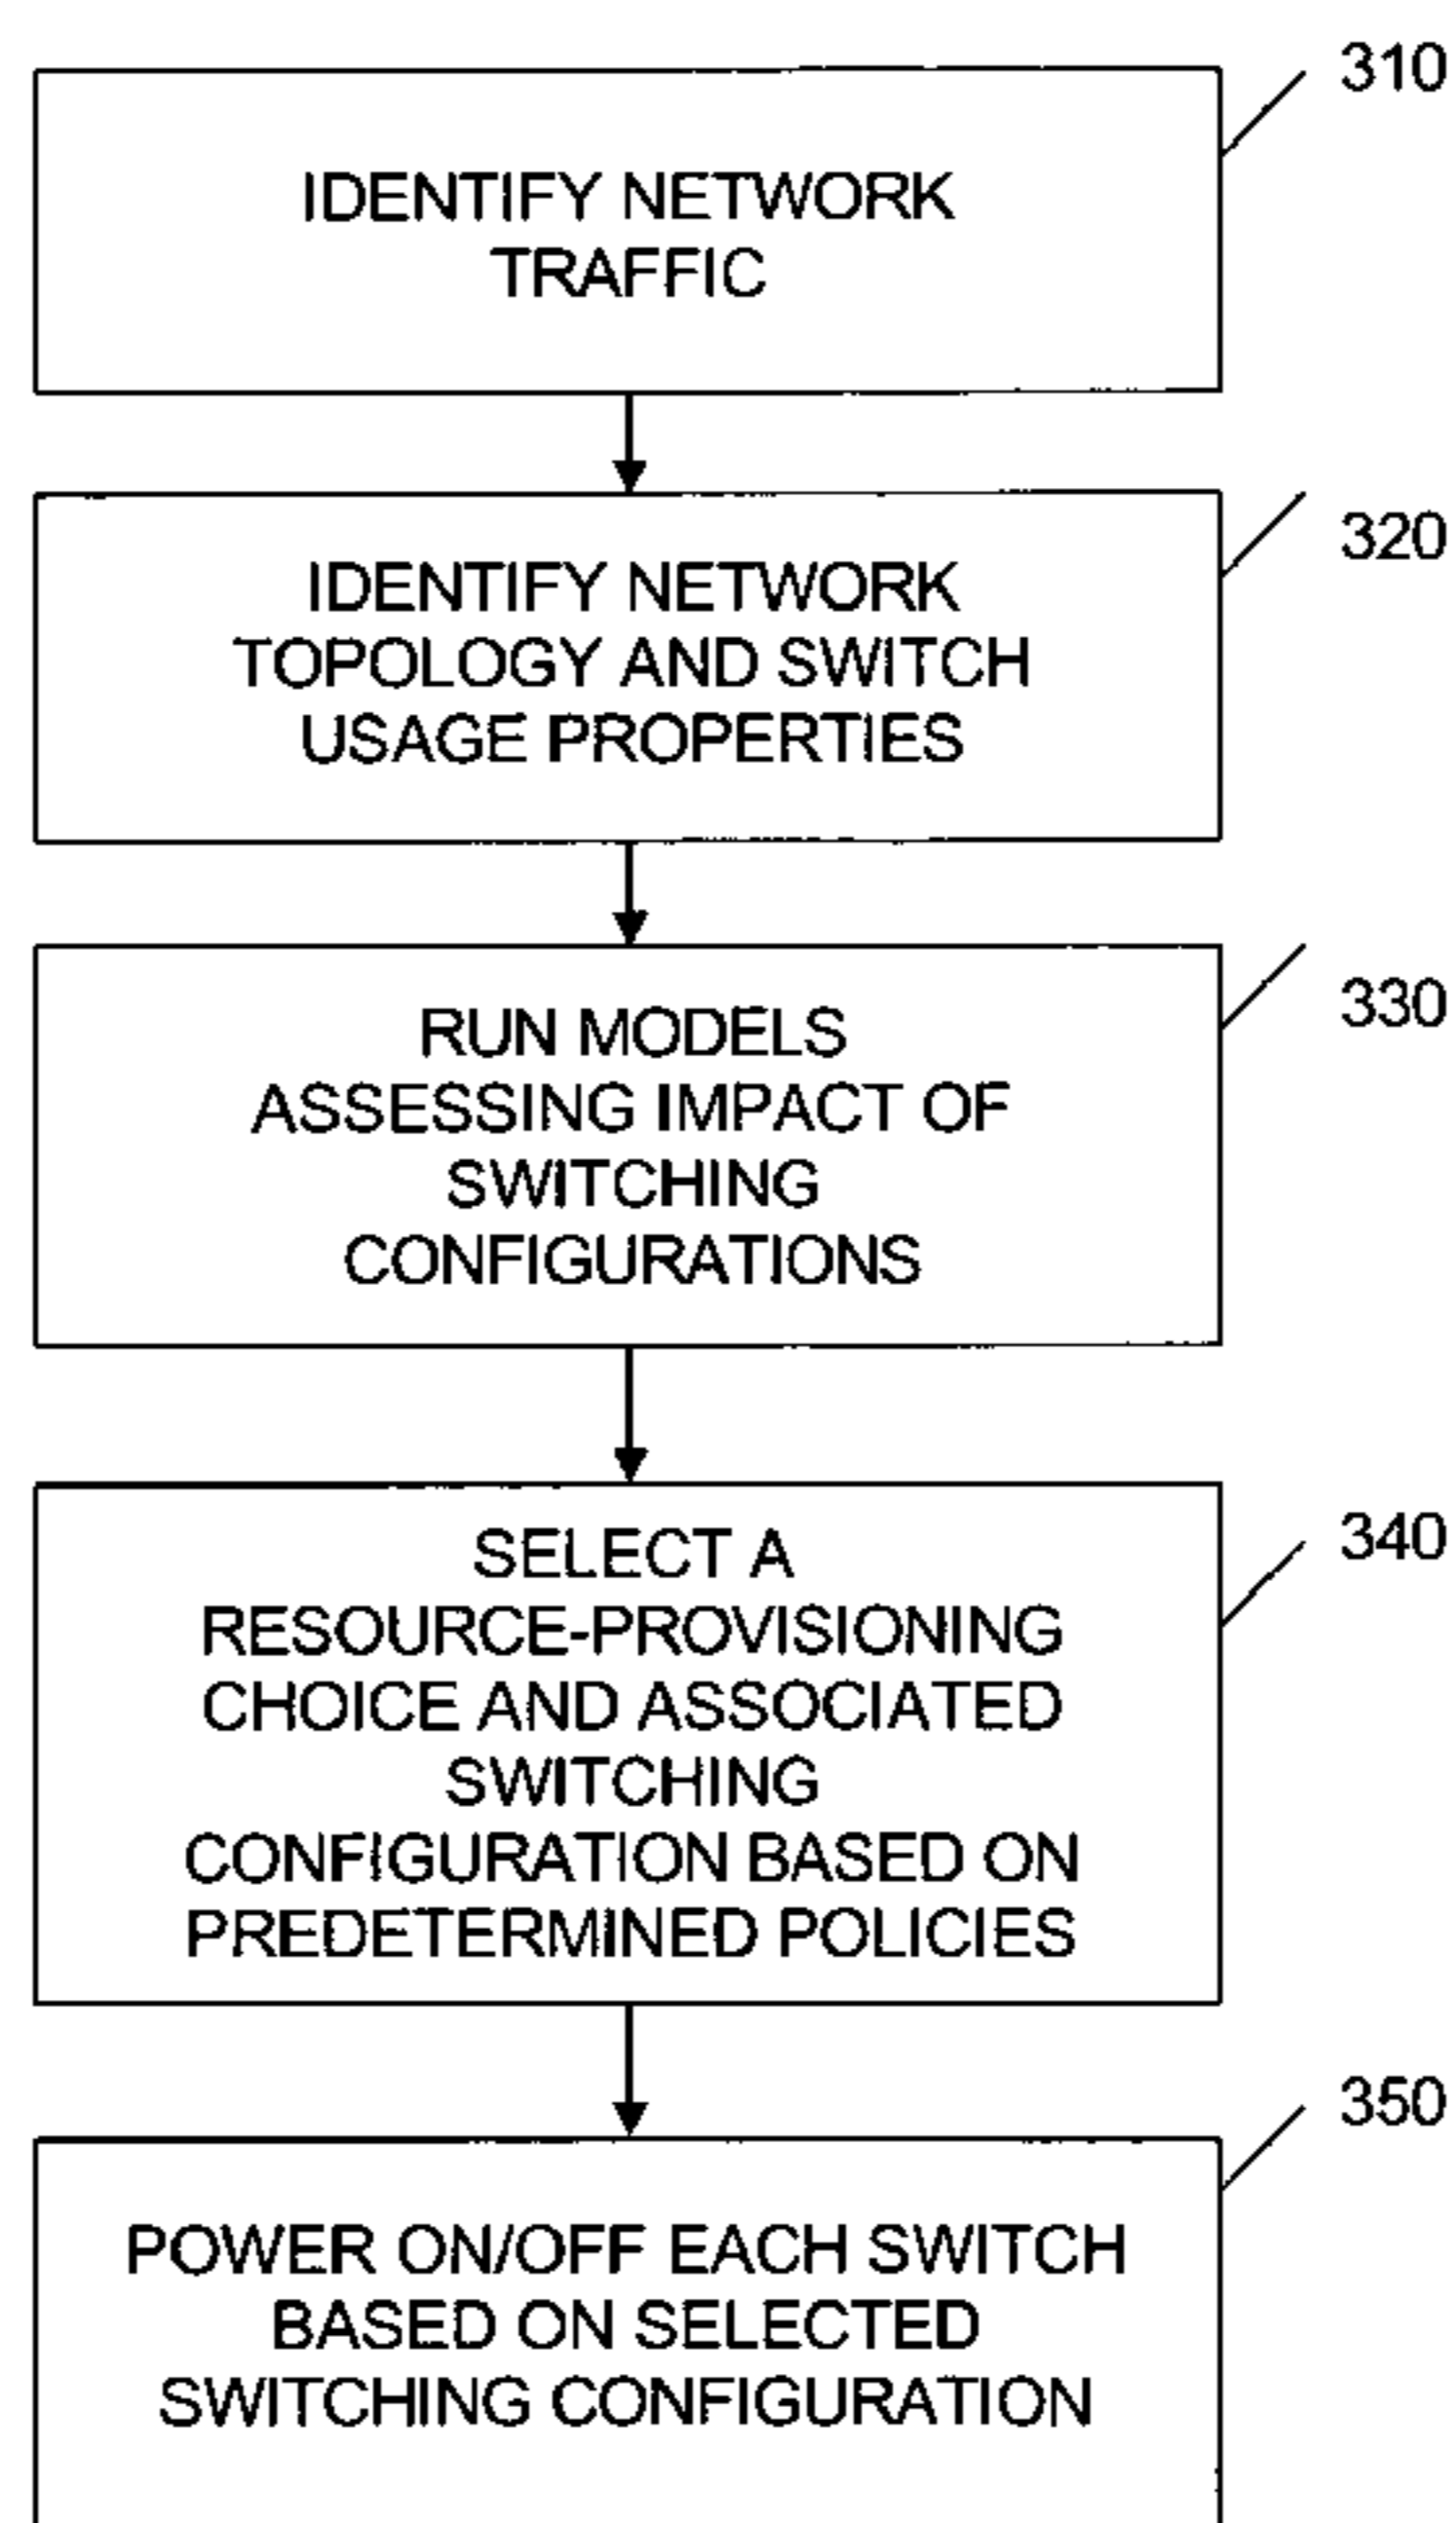 310
IDENTIFY NETWORK
TRAFFIC
320
IDENTIFY NETWORK
TOPOLOGY AND SWITCH
USAGE PROPERTIES
330
RUN MODELS
ASSESSING IMPACT OF
SWITCHING
CONFIGURATIONS
340
SELECT A
RESOURCE-PROVISIONING
CHOICE AND ASSOCIATED
SWITCHING
CONFIGURATION BASED ON
PREDETERMINED POLICIES
350
POWER ON/OFF EACH SWITCH
BASED ON SELECTED
SWITCHING CONFIGURATION